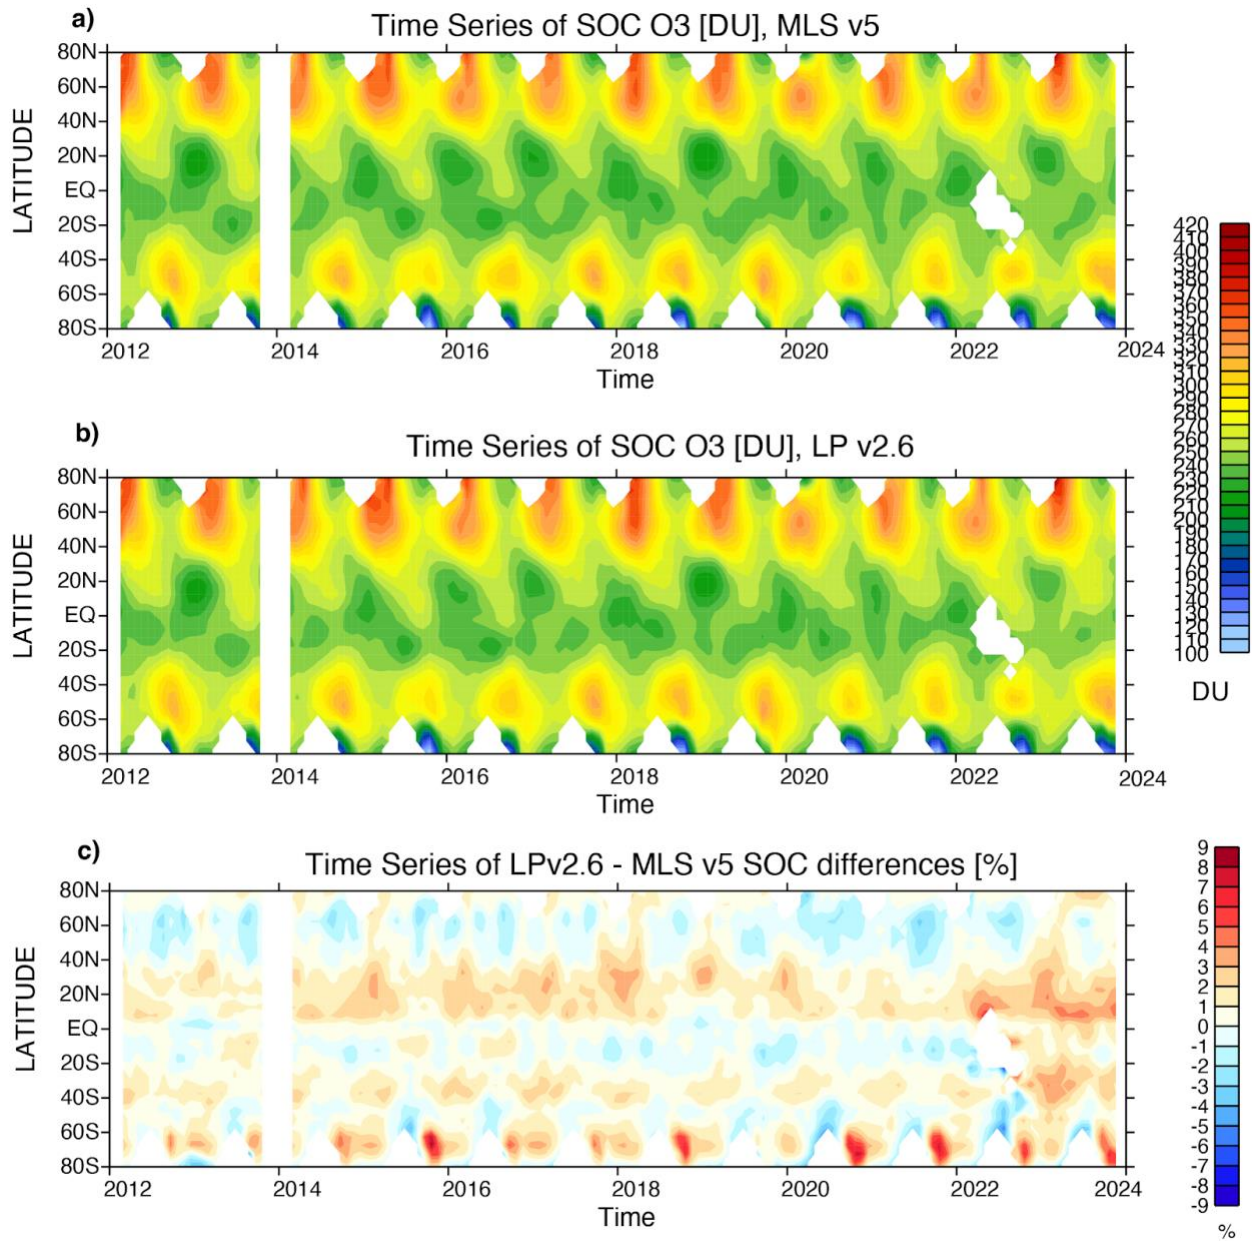 a)
Time Series of SOC O3 [DU], MLS v5
LATITUDE
80N
60N
40N
20N
EQ
20S
40S
60S
80S
2012
2014
2016
2018
2020
2022
2024
Time
b)
Time Series of SOC O3 [DU], LP v2.6
LATITUDE
80N
60N
40N
20N
EQ
20S
40S
60S
80S
2012
2014
2016
2018
2020
2022
2024
Time
420
410
400
390
380
370
360
350
340
330
320
310
300
290
280
270
260
250
240
230
220
210
200
190
180
170
160
150
140
130
120
110
100
DU
c)
Time Series of LPv2.6 - MLS v5 SOC differences [%]
LATITUDE
80N
60N
40N
20N
EQ
20S
40S
60S
80S
2012
2014
2016
2018
2020
2022
2024
Time
9
8
7
6
5
4
3
2
1
0
-1
-2
-3
-4
-5
-6
-7
-8
-9
%